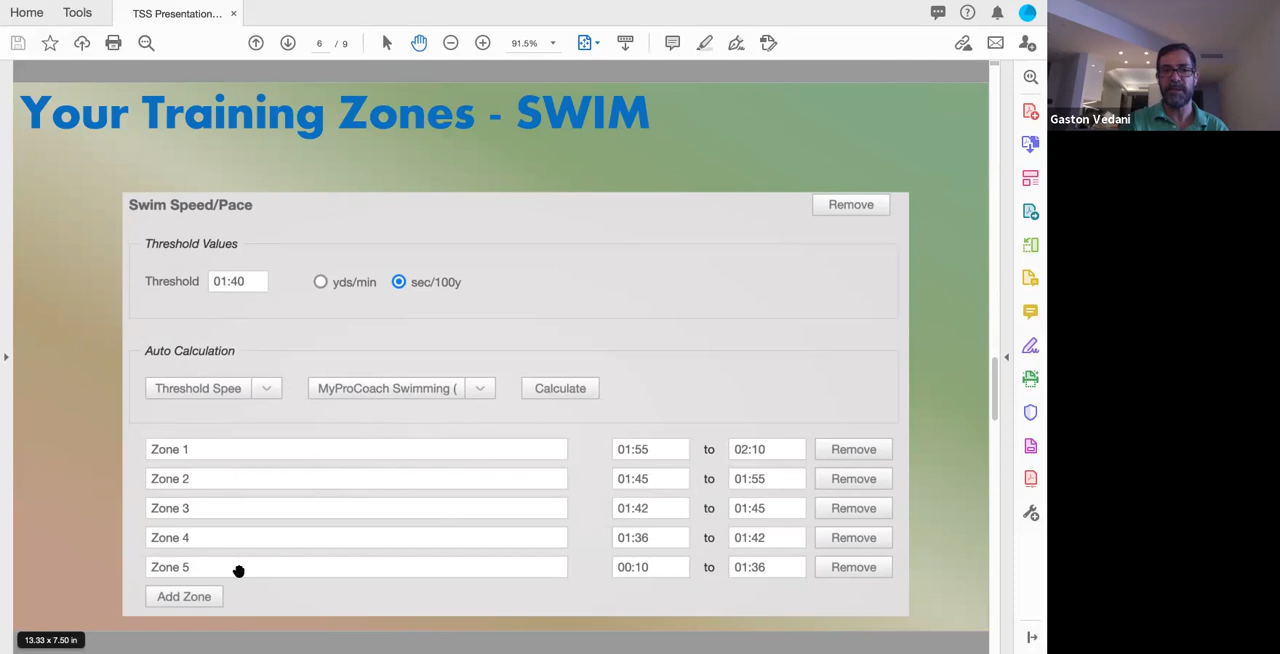 Home Tools TSS Presentation... ×
6 / 9 91.5%
Your Training Zones - SWIM
Gaston Vedani
Swim Speed/Pace Remove
Threshold Values
Threshold 01:40 yds/min sec/100y
Auto Calculation
Threshold Spee MyProCoach Swimming ( Calculate
Zone 1 01:55 to 02:10 Remove
Zone 2 01:45 to 01:55 Remove
Zone 3 01:42 to 01:45 Remove
Zone 4 01:36 to 01:42 Remove
Zone 5 00:10 to 01:36 Remove
Add Zone
13.33 x 7.50 in